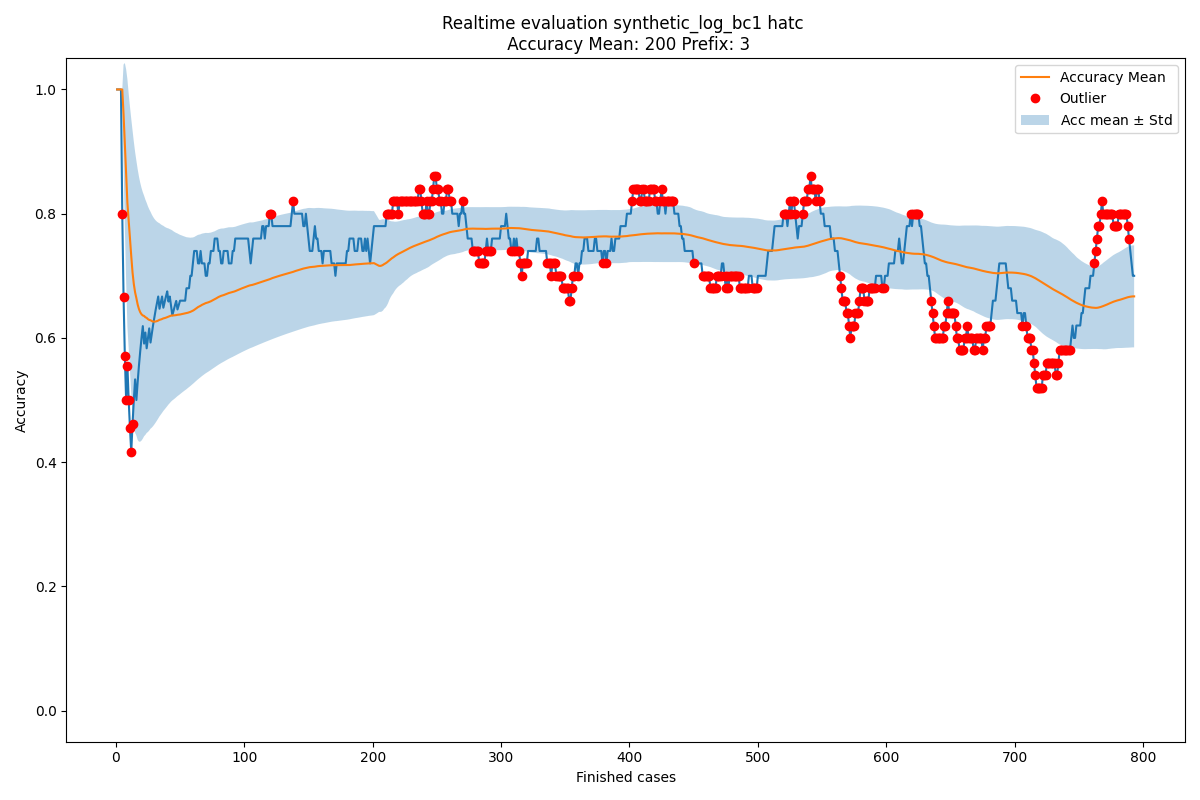 Realtime evaluation synthetic_log_bc1 hatc
Accuracy Mean: 200 Prefix: 3
Accuracy Mean
Outlier
Acc mean ± Std
1.0
0.8
0.6
0.4
0.2
0.0
Accuracy
0 100 200 300 400 500 600 700 800
Finished cases